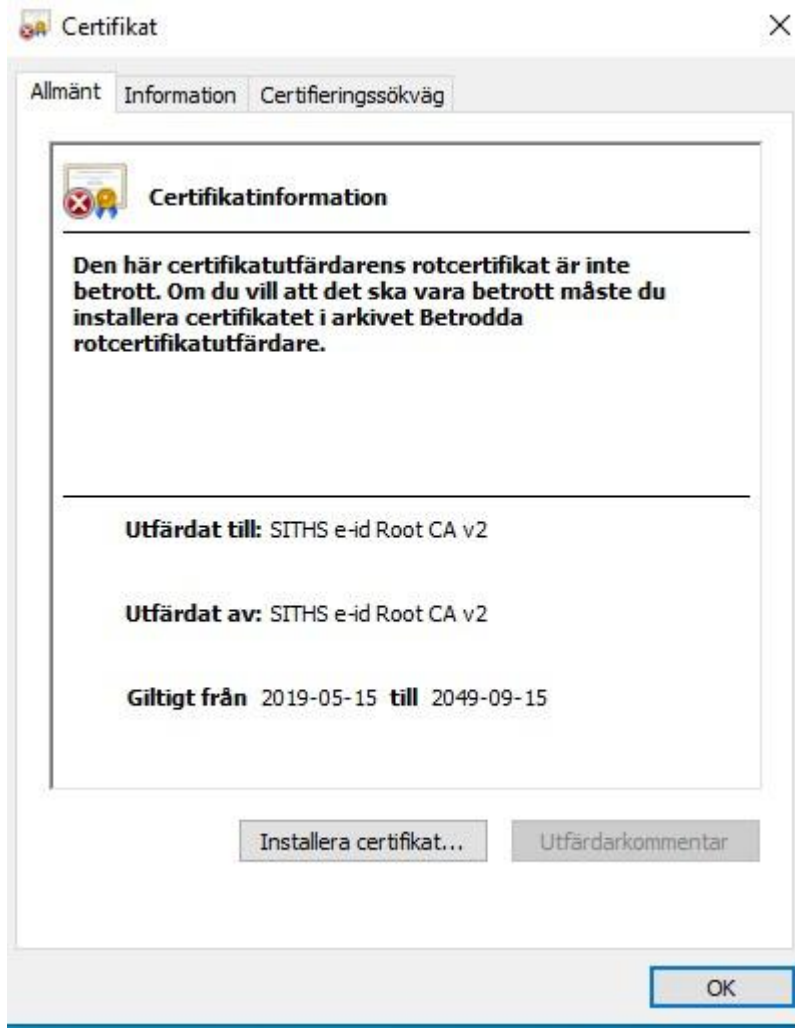 Certifikat
Allmänt Information Certifieringssökväg
Certifikatinformation
Den här certifikatutfärdarens rotcertifikat är inte
betrott. Om du vill att det ska vara betrott måste du
installera certifikatet i arkivet Betrodda
rotcertifikatutfärdare.
Utfärdat till: SITHS e-id Root CA v2
Utfärdat av: SITHS e-id Root CA v2
Giltigt från 2019-05-15 till 2049-09-15
Installera certifikat... Utfärdarkommentar
OK